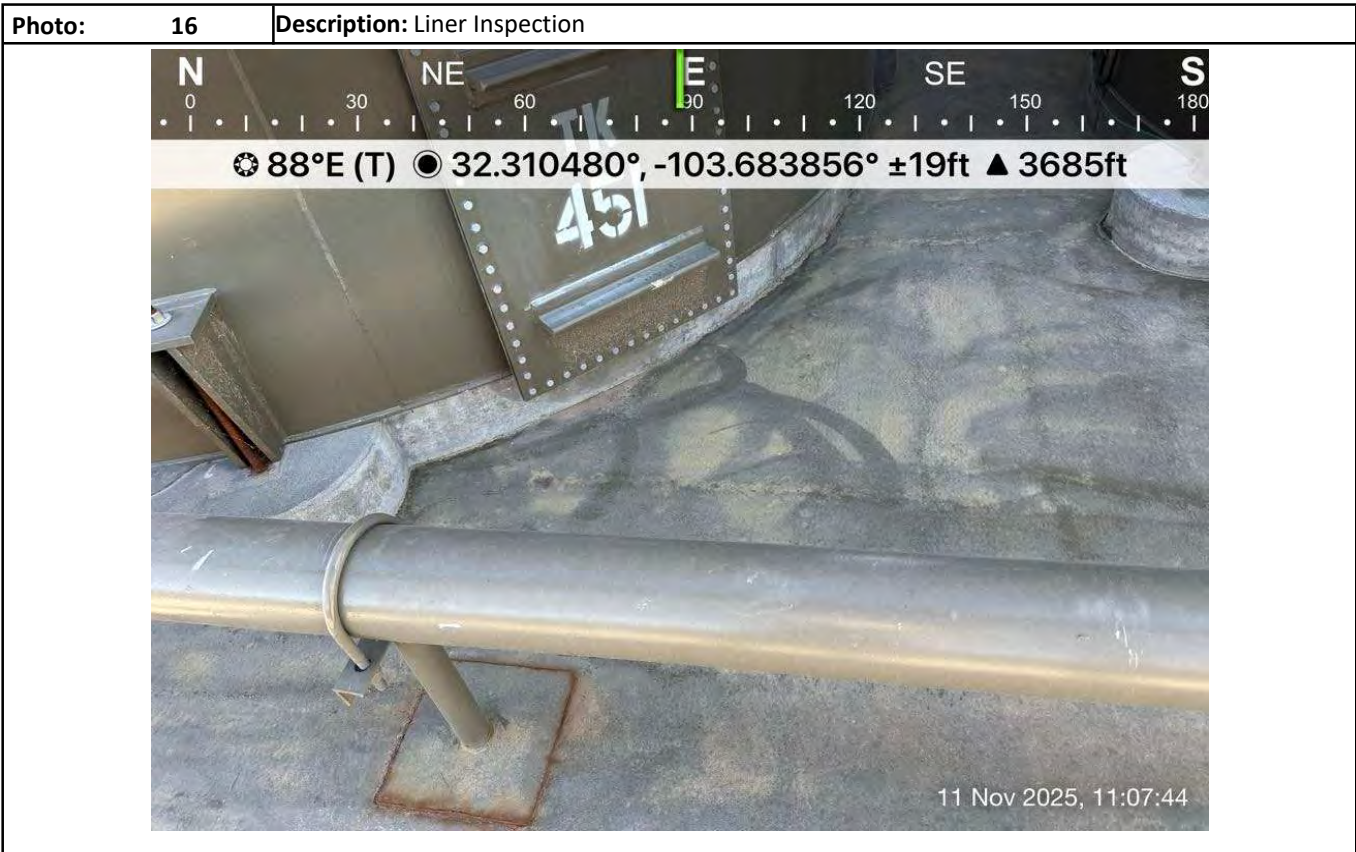 Photo: 16 Description: Liner Inspection
N NE E SE S
0 30 60 90 120 150 180
88°E (T) 32.310480°, -103.683856° ±19ft ▲ 3685ft
TK
451
11 Nov 2025, 11:07:44